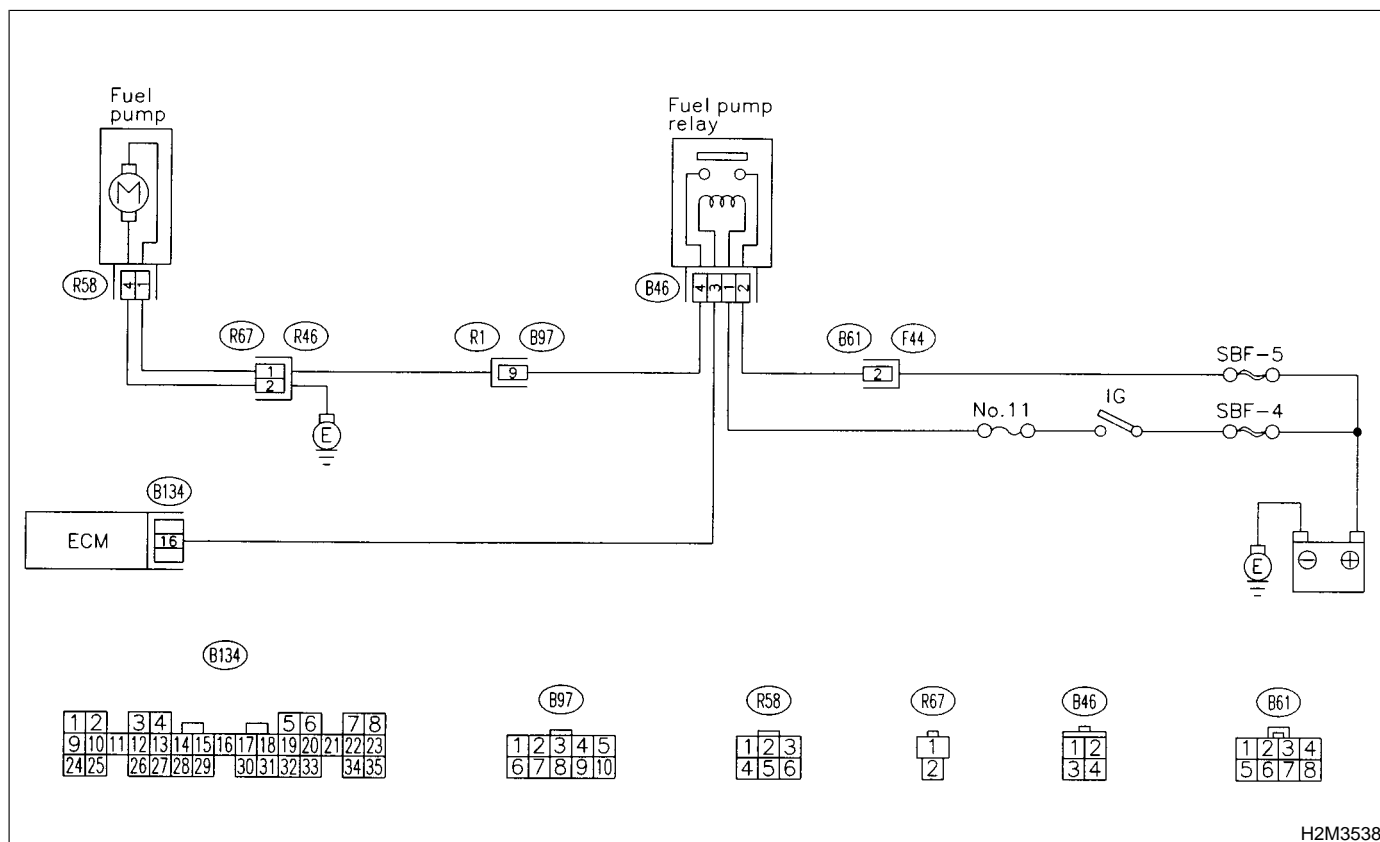 Fuel
pump
Fuel pump
relay
M
4 1
4 3 1 2
R58
B46
R67 R46 R1 B97 B61 F44
SBF-5
1
2
9
2
IG
No.11 SBF-4
E
B134
ECM
16
E
⊖ ⊕
B134
B97 R58 R67 B46 B61
1 2 3 4 5 6 7 8
9 10 11 12 13 14 15 16 17 18 19 20 21 22 23
24 25 26 27 28 29 30 31 32 33 34 35
1 2 3 4 5
6 7 8 9 10
1 2 3
4 5 6
1
2
1 2
3 4
1 2 3 4
5 6 7 8
H2M3538